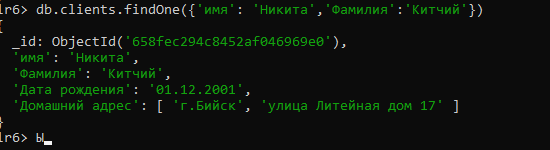 lr6> db.clients.findOne({'имя': 'Никита','Фамилия':'Китчий'})
{
_id: ObjectId('658fec294c8452af046969e0'),
'имя': 'Никита',
'Фамилия': 'Китчий',
'Дата рождения': '01.12.2001',
'Домашний адрес': [ 'г.Бийск', 'улица Литейная дом 17' ]
}
lr6> Ы